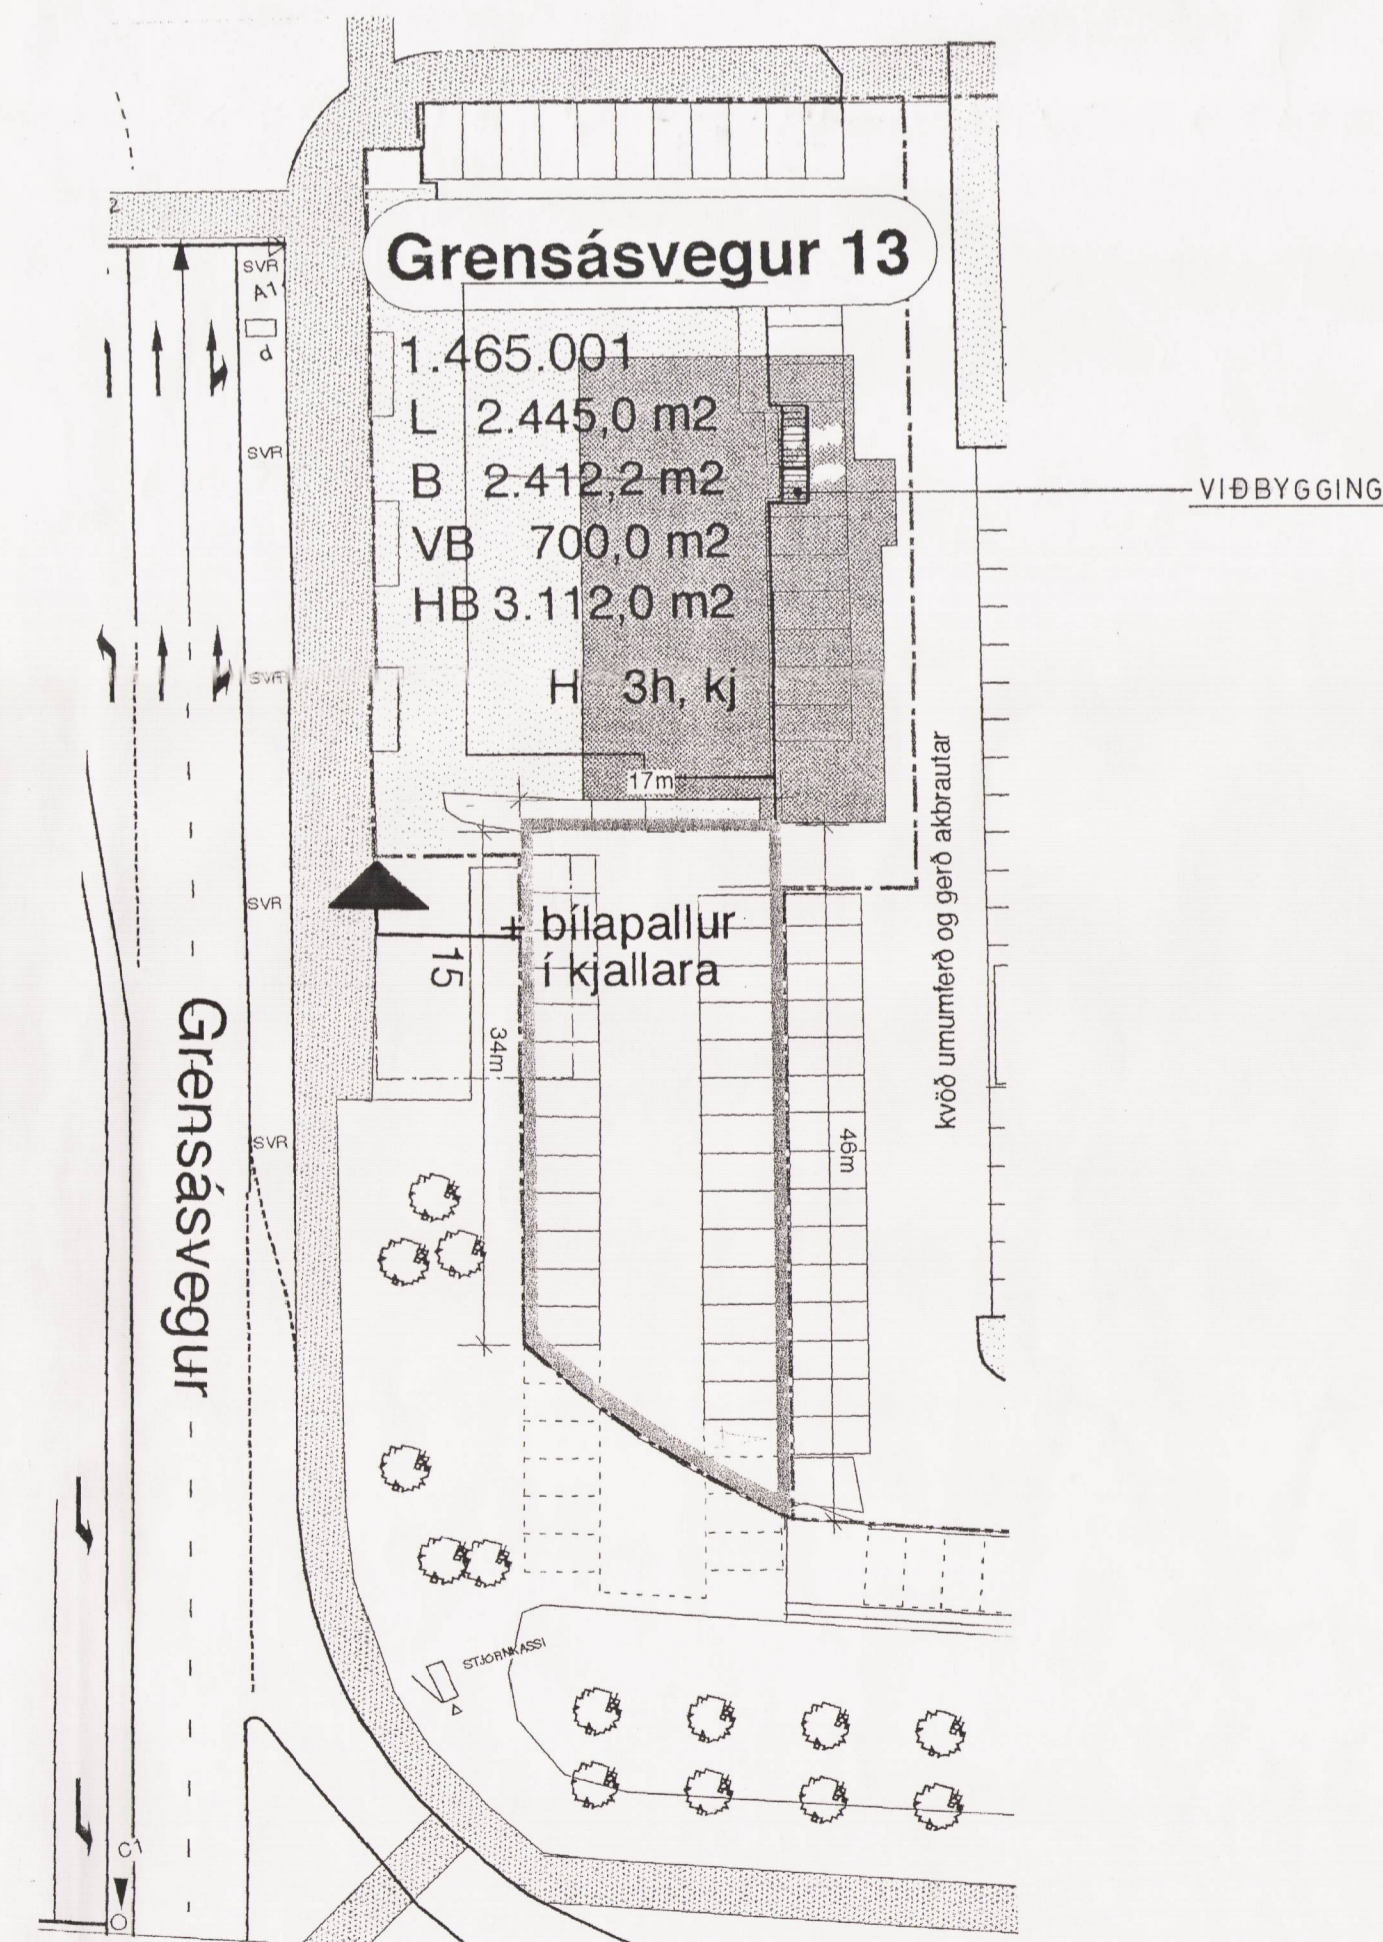 2
SVR
A1
d
Grensásvegur 13
1.465.001
L 2.445,0 m2
B 2.412,2 m2
VB 700,0 m2
HB 3.112,0 m2
H 3h, kj
VIÐBYGGING
SVR
SVR
17m
SVR
+ bílapallur
í kjallara
15
34m
46m
kvöð umumferð og gerð akbrautar
Grensásvegur
SVR
STJORNKASSI
C1